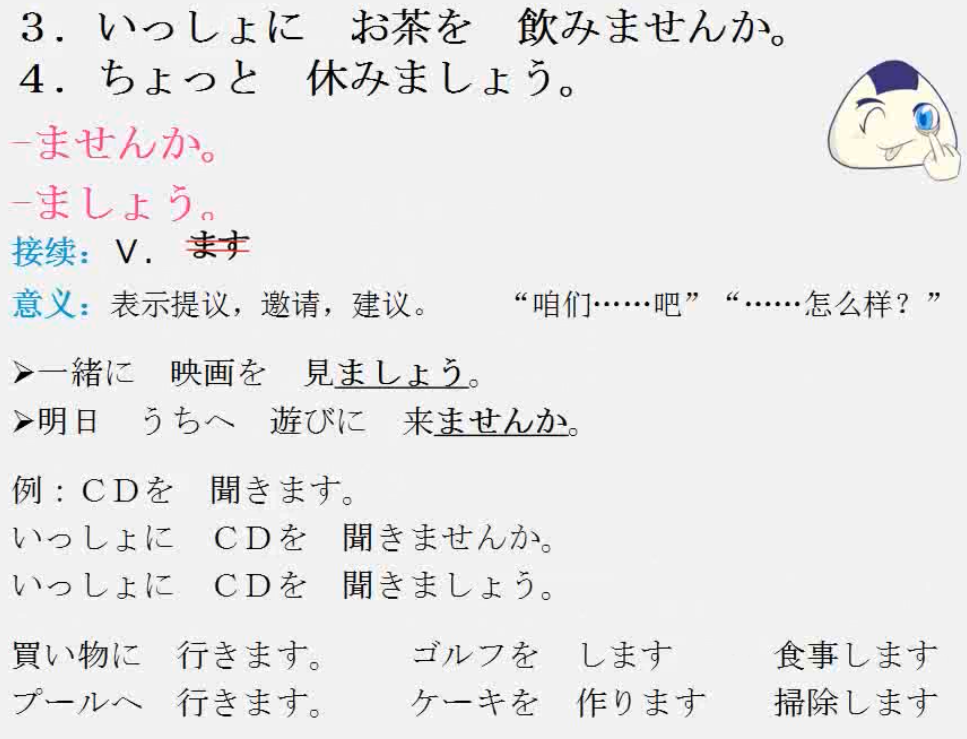 ３．いっしょに　お茶を　飲みませんか。
４．ちょっと　休みましょう。
-ませんか。
-ましょう。
接续：Ｖ．ます
意义：表示提议，邀请，建议。　“咱们……吧”“……怎么样？”
➢一緒に　映画を　見ましょう。
➢明日　うちへ　遊びに　来ませんか。
例：ＣＤを　聞きます。
いっしょに　ＣＤを　聞きませんか。
いっしょに　ＣＤを　聞きましょう。
買い物に　行きます。　ゴルフを　します　食事します
プールへ　行きます。　ケーキを　作ります　掃除します